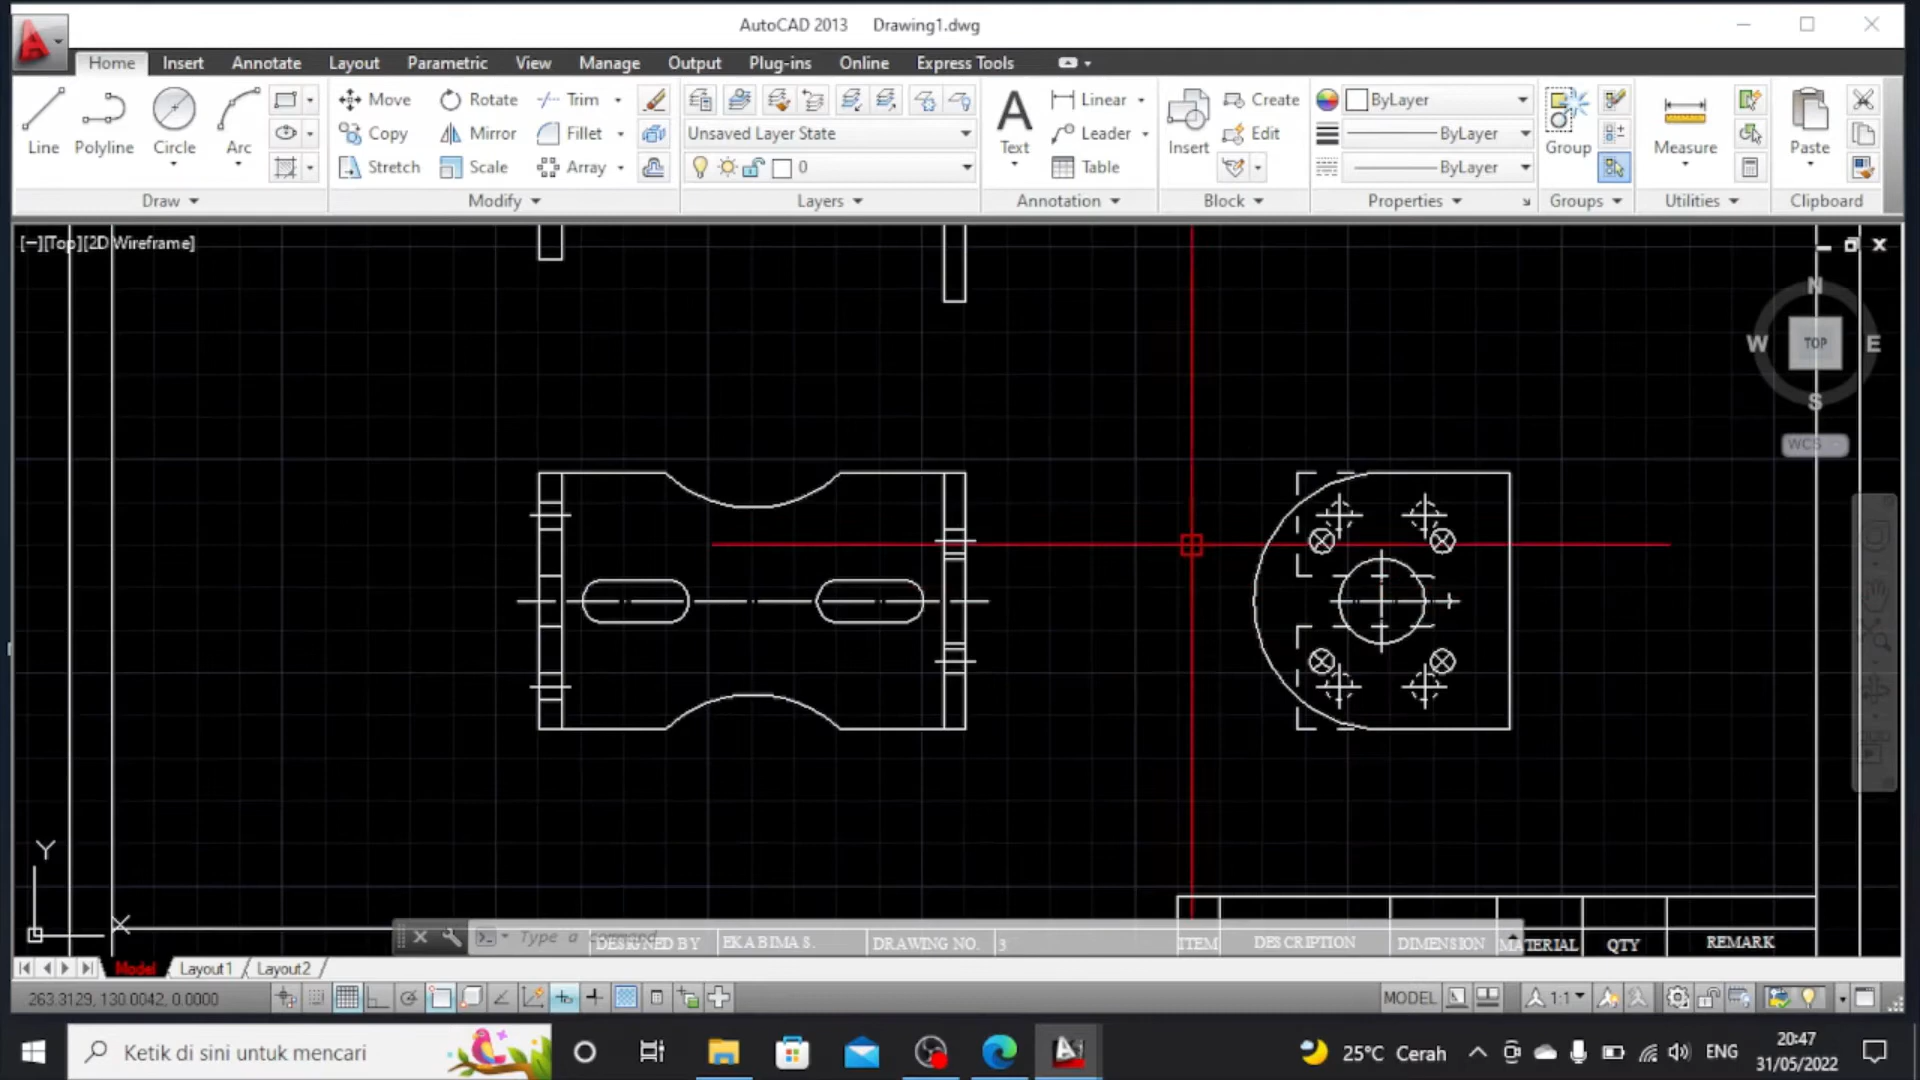 AutoCAD 2013 Drawing1.dwg
Home Insert Annotate Layout Parametric View Manage Output Plug-ins Online Express Tools
Line Polyline Circle Arc
Move Rotate Trim
Copy Mirror Fillet
Stretch Scale Array
Unsaved Layer State
0
Text
Linear
Leader
Table
Insert
Create
Edit
ByLayer
ByLayer
ByLayer
Group
Measure
Paste
Draw Modify Layers Annotation Block Properties Groups Utilities Clipboard
[−][Top][2D Wireframe]
N
W TOP E
S
WCS
Y
X
Type a command
DESIGNED BY EKA BIMA S. DRAWING NO. 3 ITEM DESCRIPTION DIMENSION MATERIAL QTY REMARK
Model Layout1 Layout2
263.3129, 130.0042, 0.0000 MODEL 1:1
Ketik di sini untuk mencari 25°C Cerah ENG 20:47
31/05/2022